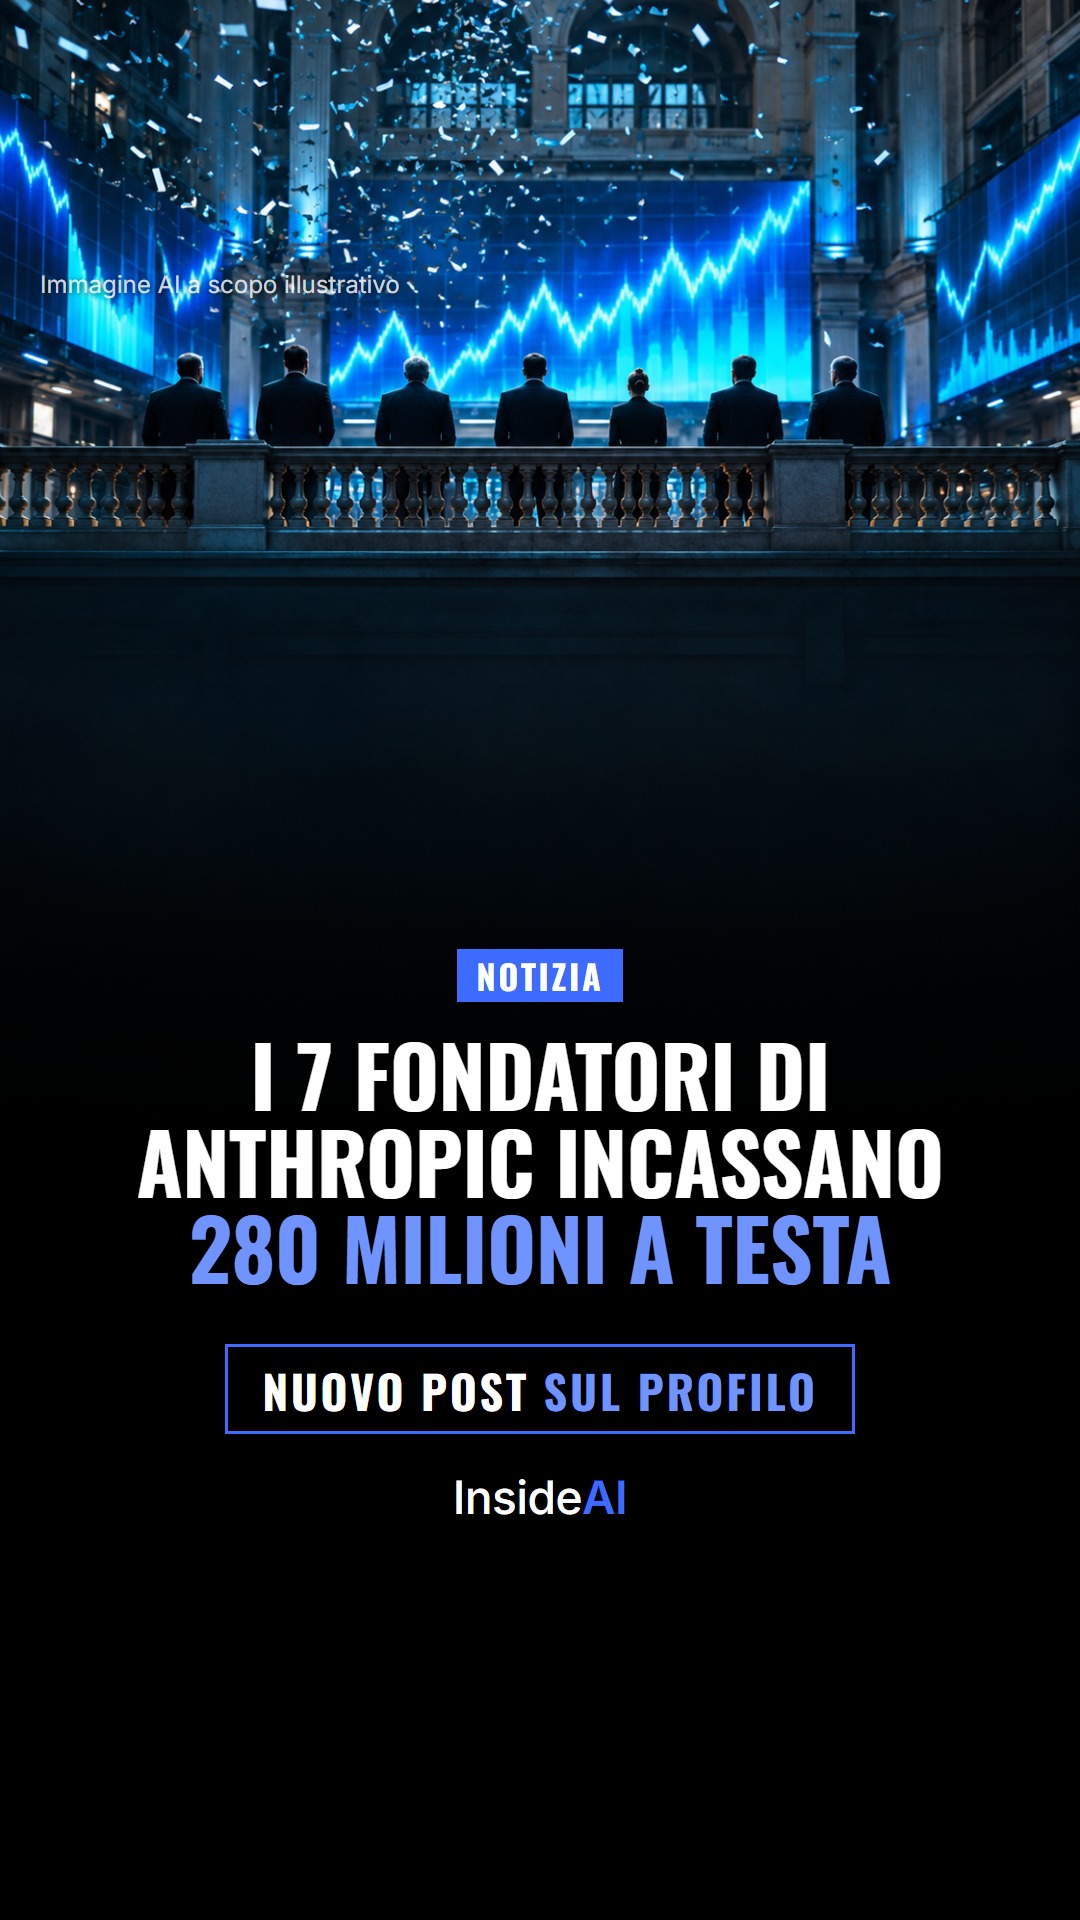 Immagine AI a scopo illustrativo
NOTIZIA
I 7 FONDATORI DI
ANTHROPIC INCASSANO
280 MILIONI A TESTA
NUOVO POST SUL PROFILO
InsideAI